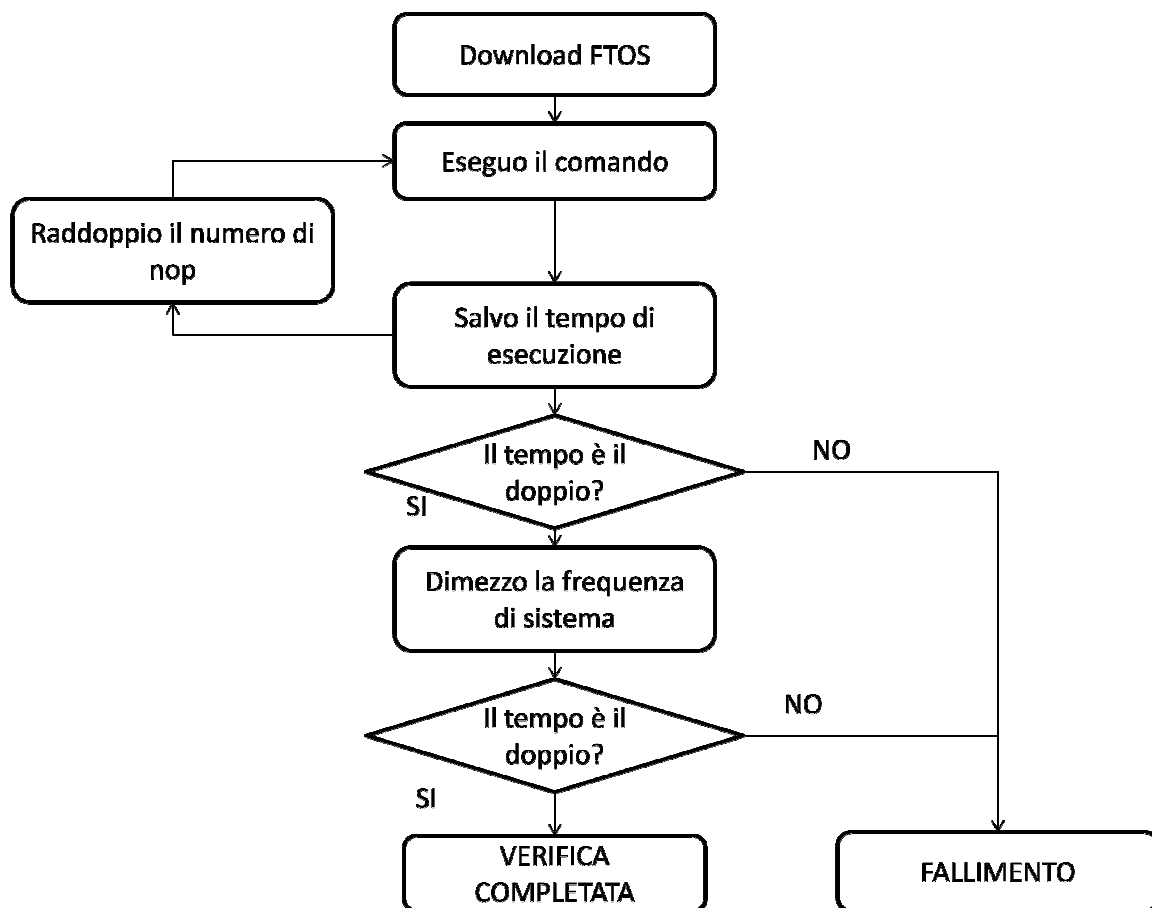 Download FTOS
Eseguo il comando
Raddoppio il numero di
nop
Salvo il tempo di
esecuzione
Il tempo è il
doppio?
NO
SI
Dimezzo la frequenza
di sistema
Il tempo è il
doppio?
NO
SI
VERIFICA
COMPLETATA
FALLIMENTO